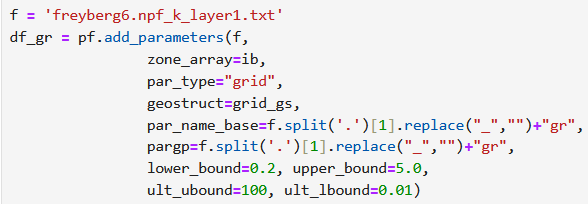 f = 'freyberg6.npf_k_layer1.txt'
df_gr = pf.add_parameters(f,
zone_array=ib,
par_type="grid",
geostruct=grid_gs,
par_name_base=f.split('.')[1].replace("_","")+"gr",
pargp=f.split('.')[1].replace("_","")+"gr",
lower_bound=0.2, upper_bound=5.0,
ult_ubound=100, ult_lbound=0.01)